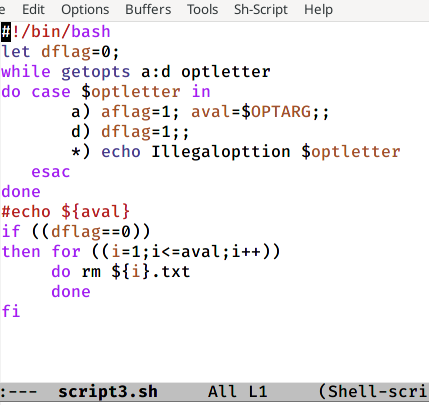 e Edit Options Buffers Tools Sh-Script Help
#!/bin/bash
let dflag=0;
while getopts a:d optletter
do case $optletter in
        a) aflag=1; aval=$OPTARG;;
        d) dflag=1;;
        *) echo Illegalopttion $optletter
   esac
done
#echo ${aval}
if ((dflag==0))
then for ((i=1;i<=aval;i++))
     do rm ${i}.txt
     done
fi
:--- script3.sh All L1 (Shell-scri